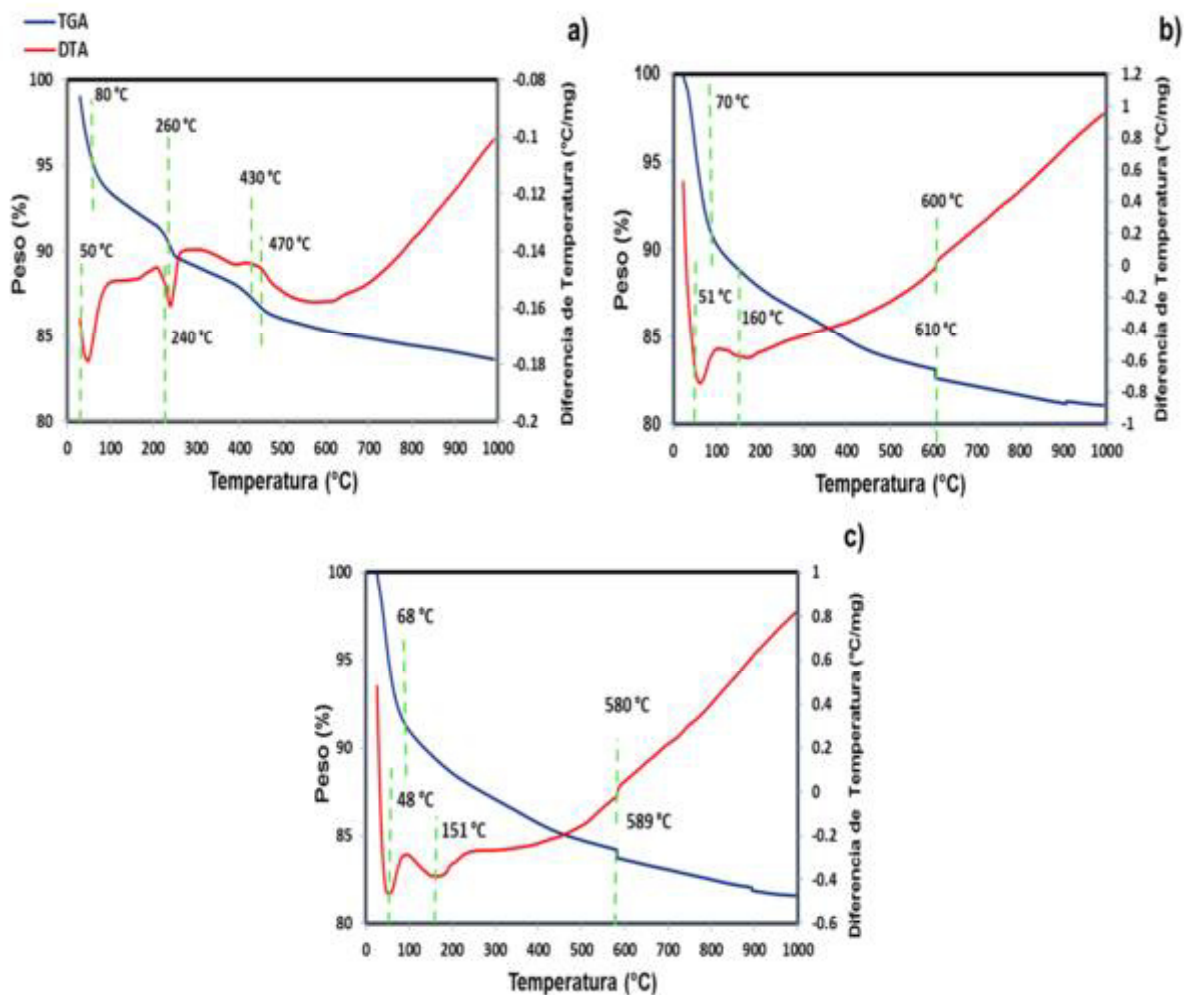 TGA
DTA
a)
100
95
90
85
80
Peso (%)
80 °C
260 °C
430 °C
50 °C
470 °C
240 °C
-0.08
-0.1
-0.12
-0.14
-0.16
-0.18
-0.2
Diferencia de Temperatura (°C/mg)
0 100 200 300 400 500 600 700 800 900 1000
Temperatura (°C)
b)
100
95
90
85
80
Peso (%)
70 °C
600 °C
51 °C
160 °C
610 °C
1.2
1
0.8
0.6
0.4
0.2
0
-0.2
-0.4
-0.6
-0.8
-1
Diferencia de Temperatura (°C/mg)
0 100 200 300 400 500 600 700 800 900 1000
Temperatura (°C)
c)
100
95
90
85
80
Peso (%)
68 °C
580 °C
48 °C
151 °C
589 °C
1
0.8
0.6
0.4
0.2
0
-0.2
-0.4
-0.6
Diferencia de Temperatura (°C/mg)
0 100 200 300 400 500 600 700 800 900 1000
Temperatura (°C)